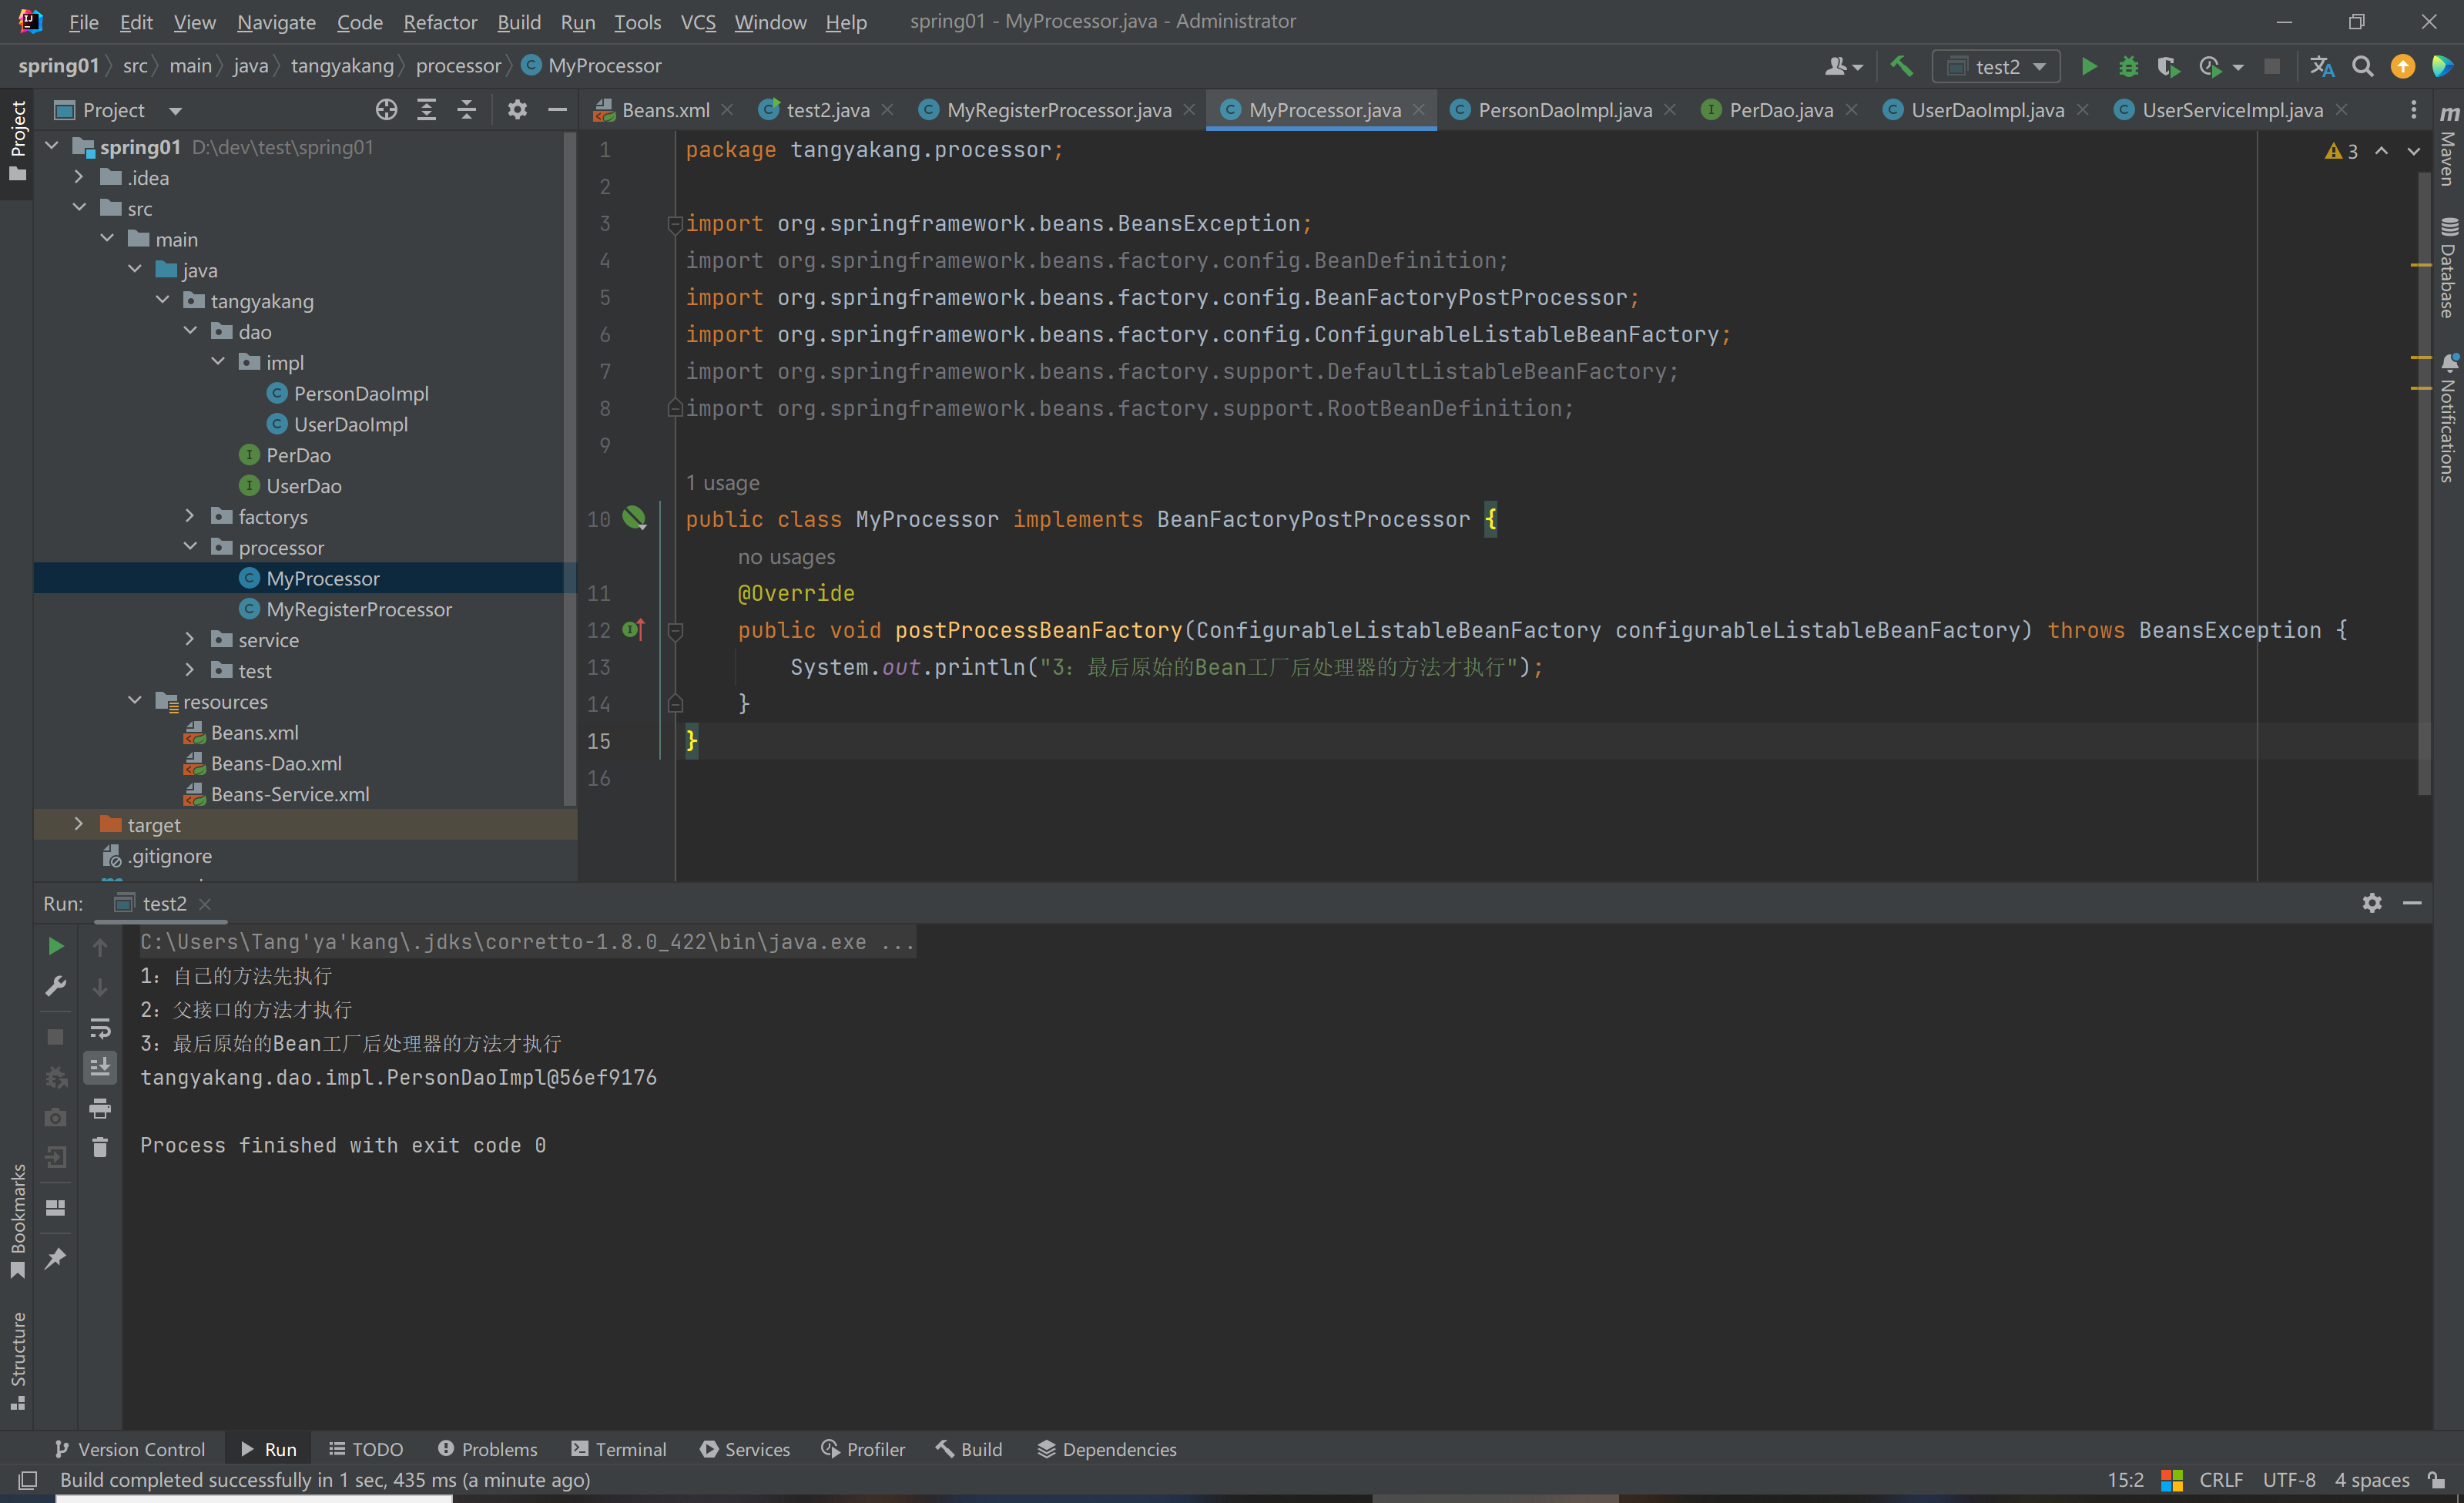 File Edit View Navigate Code Refactor Build Run Tools VCS Window Help spring01 - MyProcessor.java - Administrator
spring01 src main java tangyakang processor MyProcessor test2
Project
Beans.xml test2.java MyRegisterProcessor.java MyProcessor.java PersonDaoImpl.java PerDao.java UserDaoImpl.java UserServiceImpl.java
Project
spring01 D:\dev\test\spring01
.idea
src
main
java
tangyakang
dao
impl
PersonDaoImpl
UserDaoImpl
PerDao
UserDao
factorys
processor
MyProcessor
MyRegisterProcessor
service
test
resources
Beans.xml
Beans-Dao.xml
Beans-Service.xml
target
.gitignore
1 package tangyakang.processor;
2
3 import org.springframework.beans.BeansException;
4 import org.springframework.beans.factory.config.BeanDefinition;
5 import org.springframework.beans.factory.config.BeanFactoryPostProcessor;
6 import org.springframework.beans.factory.config.ConfigurableListableBeanFactory;
7 import org.springframework.beans.factory.support.DefaultListableBeanFactory;
8 import org.springframework.beans.factory.support.RootBeanDefinition;
9
1 usage
10 public class MyProcessor implements BeanFactoryPostProcessor {
no usages
11 @Override
12 public void postProcessBeanFactory(ConfigurableListableBeanFactory configurableListableBeanFactory) throws BeansException {
13 System.out.println("3：最后原始的Bean工厂后处理器的方法才执行");
14 }
15 }
16
3
Maven
Database
Notifications
Run: test2
C:\Users\Tang'ya'kang\.jdks\corretto-1.8.0_422\bin\java.exe ...
1：自己的方法先执行
2：父接口的方法才执行
3：最后原始的Bean工厂后处理器的方法才执行
tangyakang.dao.impl.PersonDaoImpl@56ef9176
Process finished with exit code 0
Bookmarks
Structure
Version Control Run TODO Problems Terminal Services Profiler Build Dependencies
Build completed successfully in 1 sec, 435 ms (a minute ago) 15:2 CRLF UTF-8 4 spaces